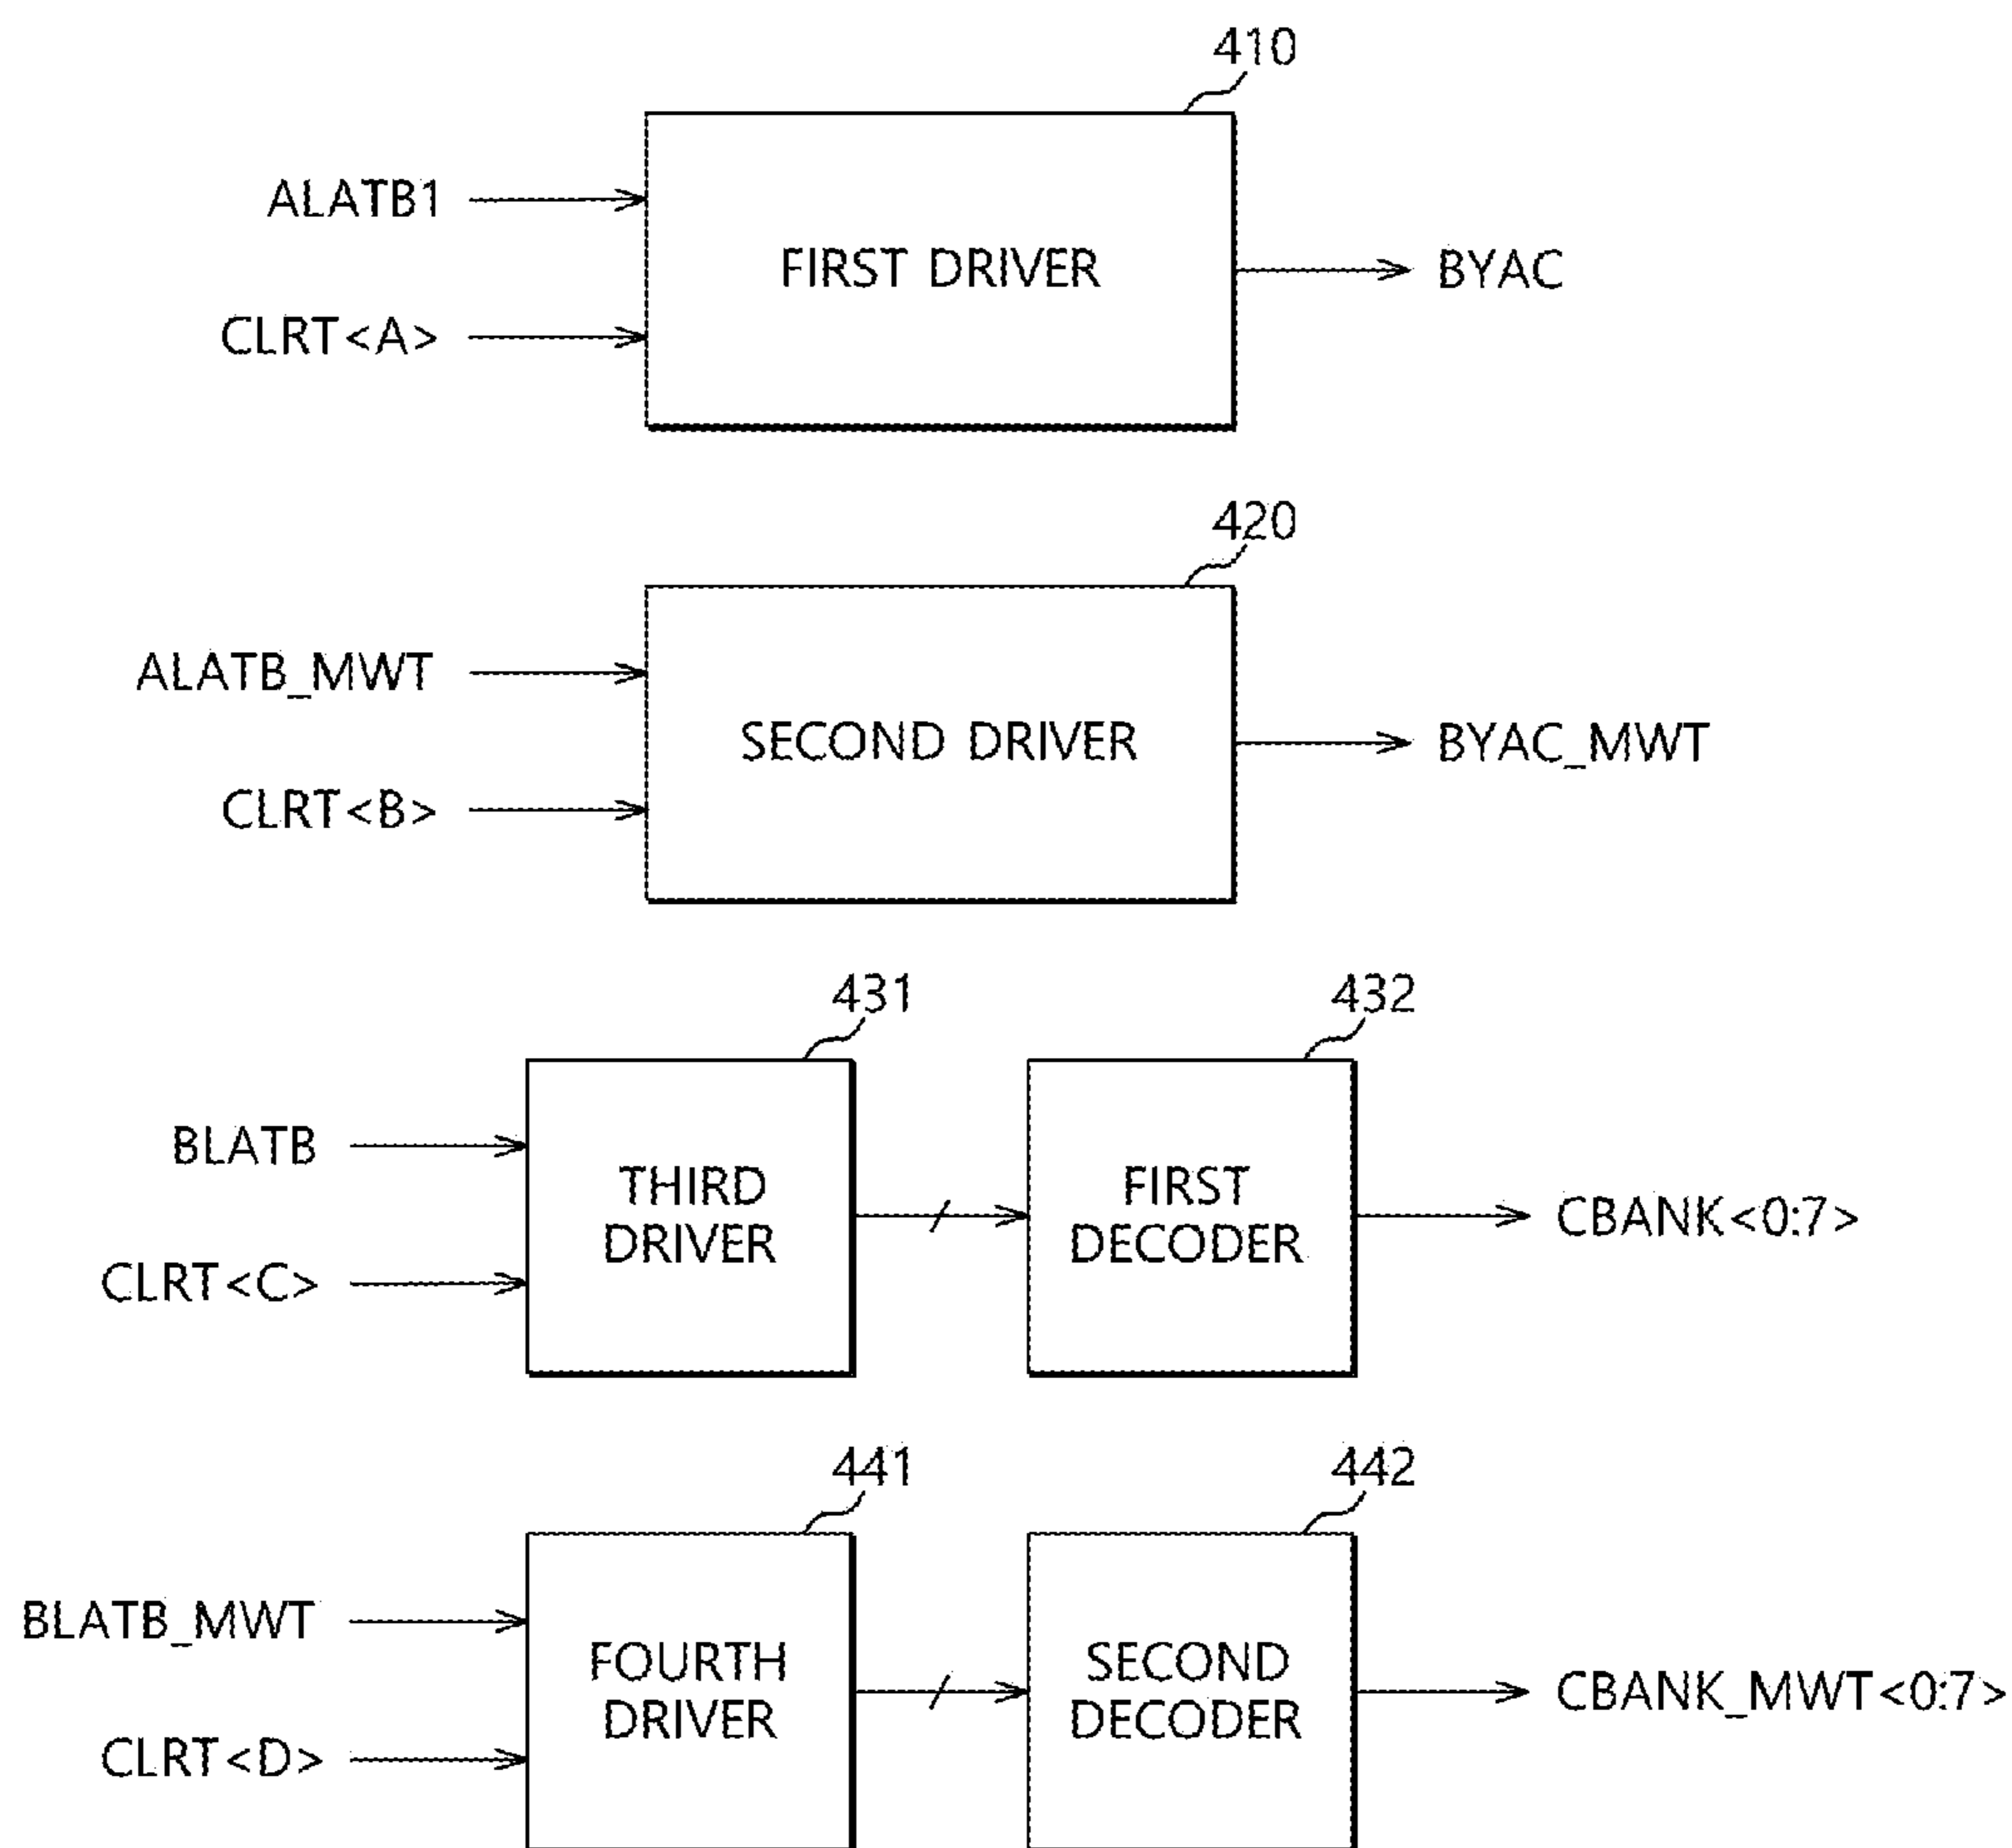 410
ALATB1
FIRST DRIVER
BYAC
CLRT<A>
420
ALATB_MWT
SECOND DRIVER
BYAC_MWT
CLRT<B>
431
432
BLATB
THIRD
DRIVER
FIRST
DECODER
CBANK<0:7>
CLRT<C>
441
442
BLATB_MWT
FOURTH
DRIVER
SECOND
DECODER
CBANK_MWT<0:7>
CLRT<D>